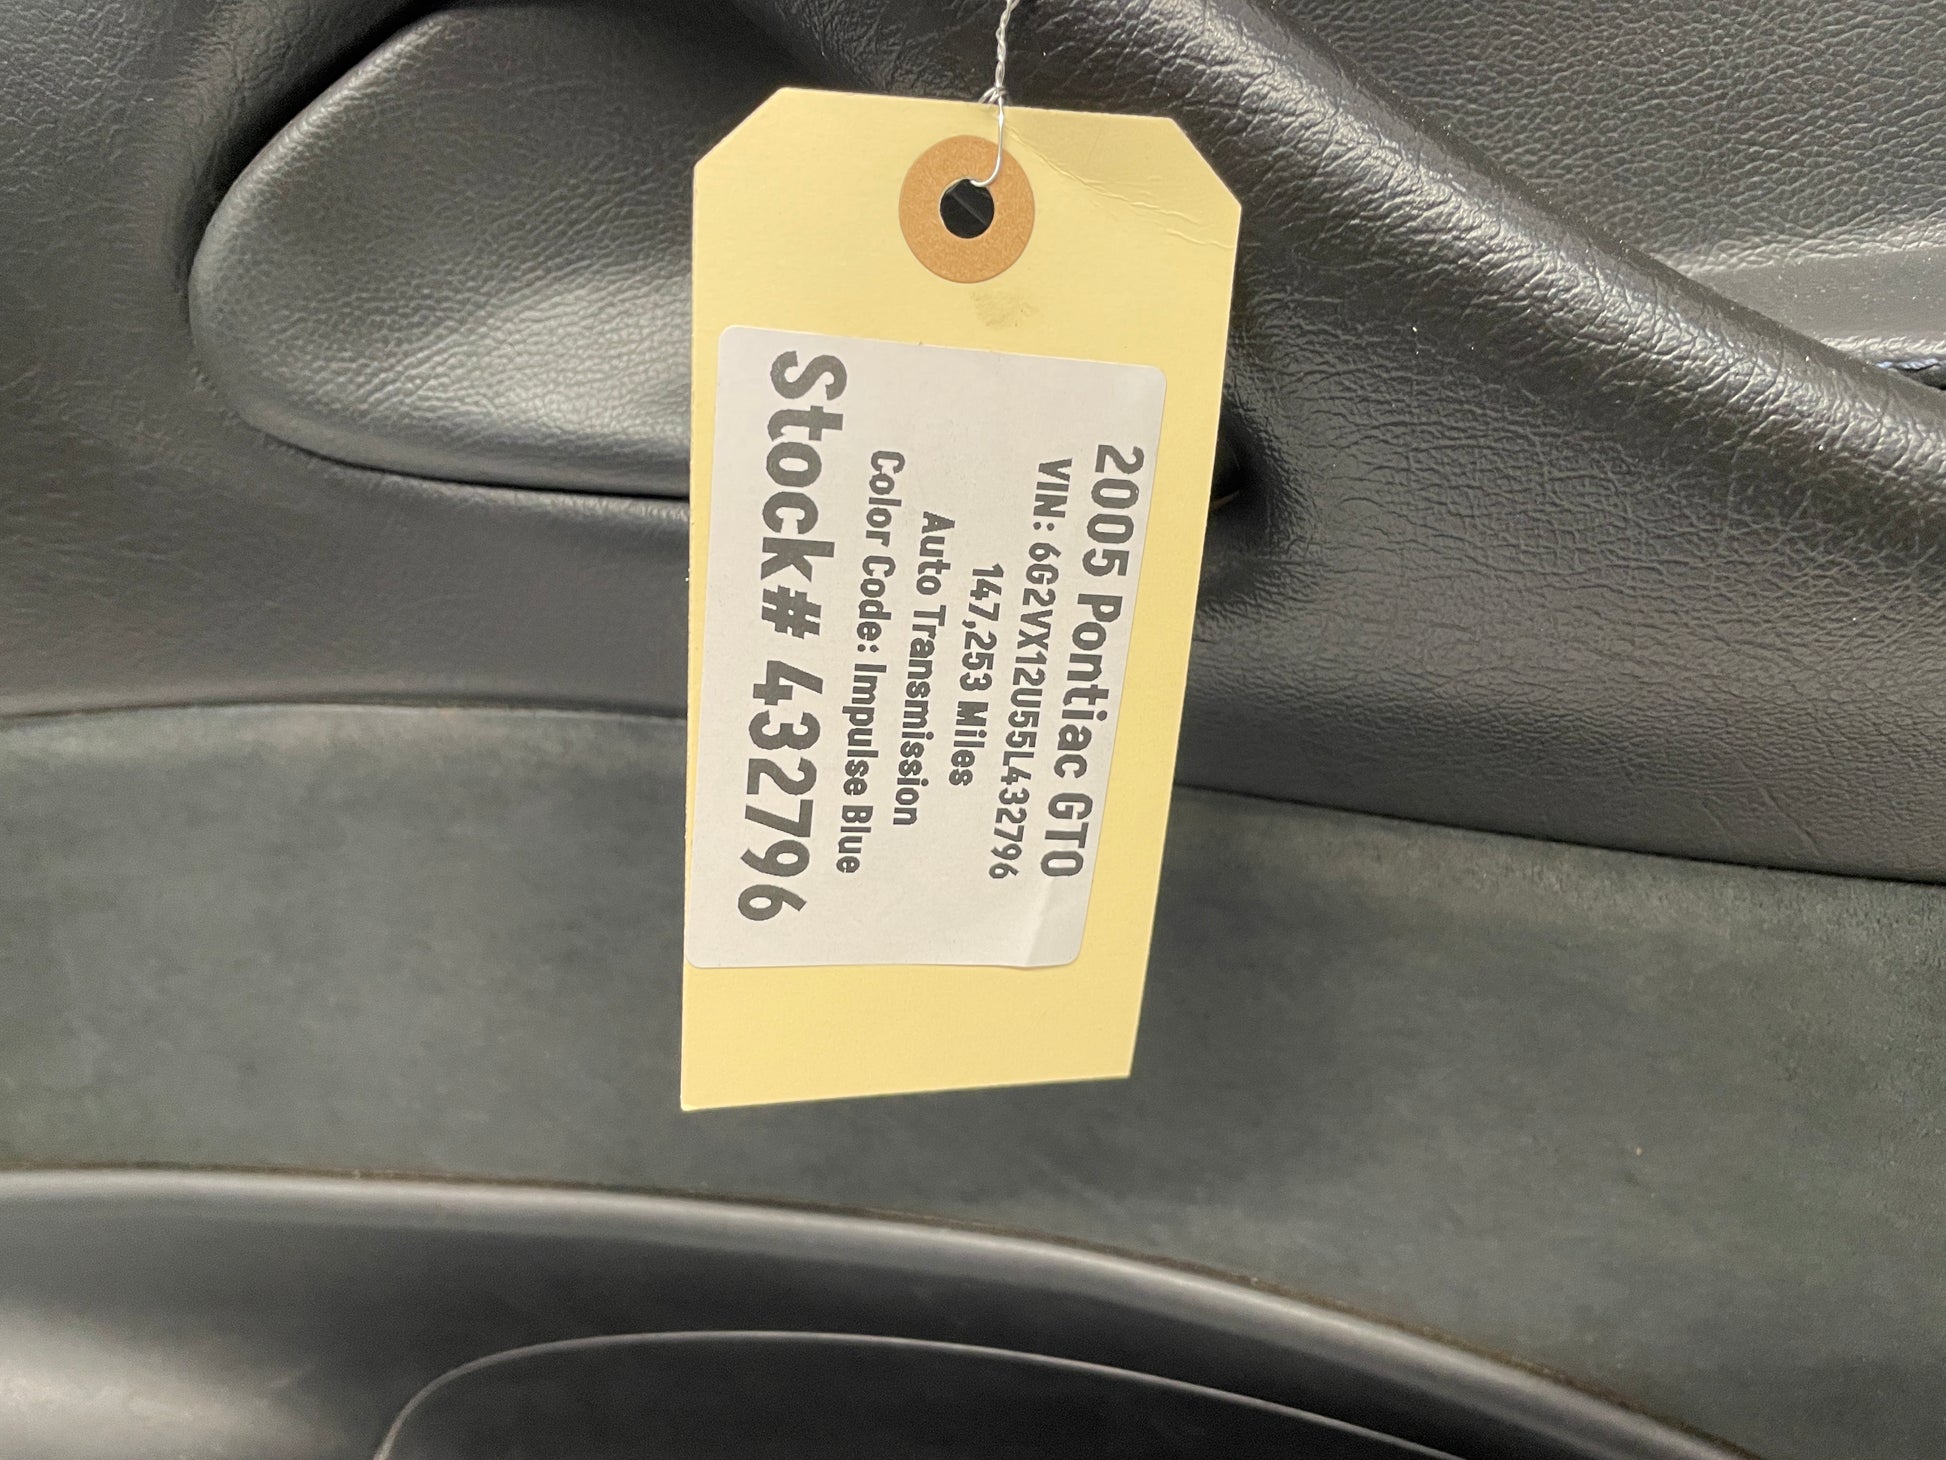 2005 Pontiac GTO
VIN: 6G2VX12U55L432796
147,253 Miles
Auto Transmission
Color Code: Impulse Blue
Stock# 432796